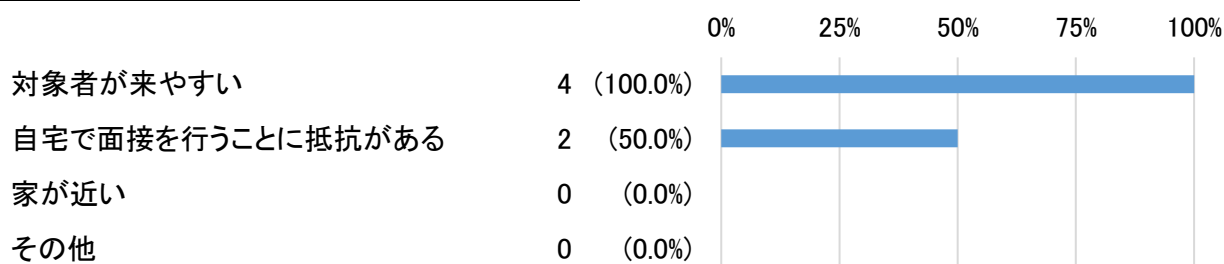 0% 25% 50% 75% 100%
対象者が来やすい 4 (100.0%)
自宅で面接を行うことに抵抗がある 2 (50.0%)
家が近い 0 (0.0%)
その他 0 (0.0%)